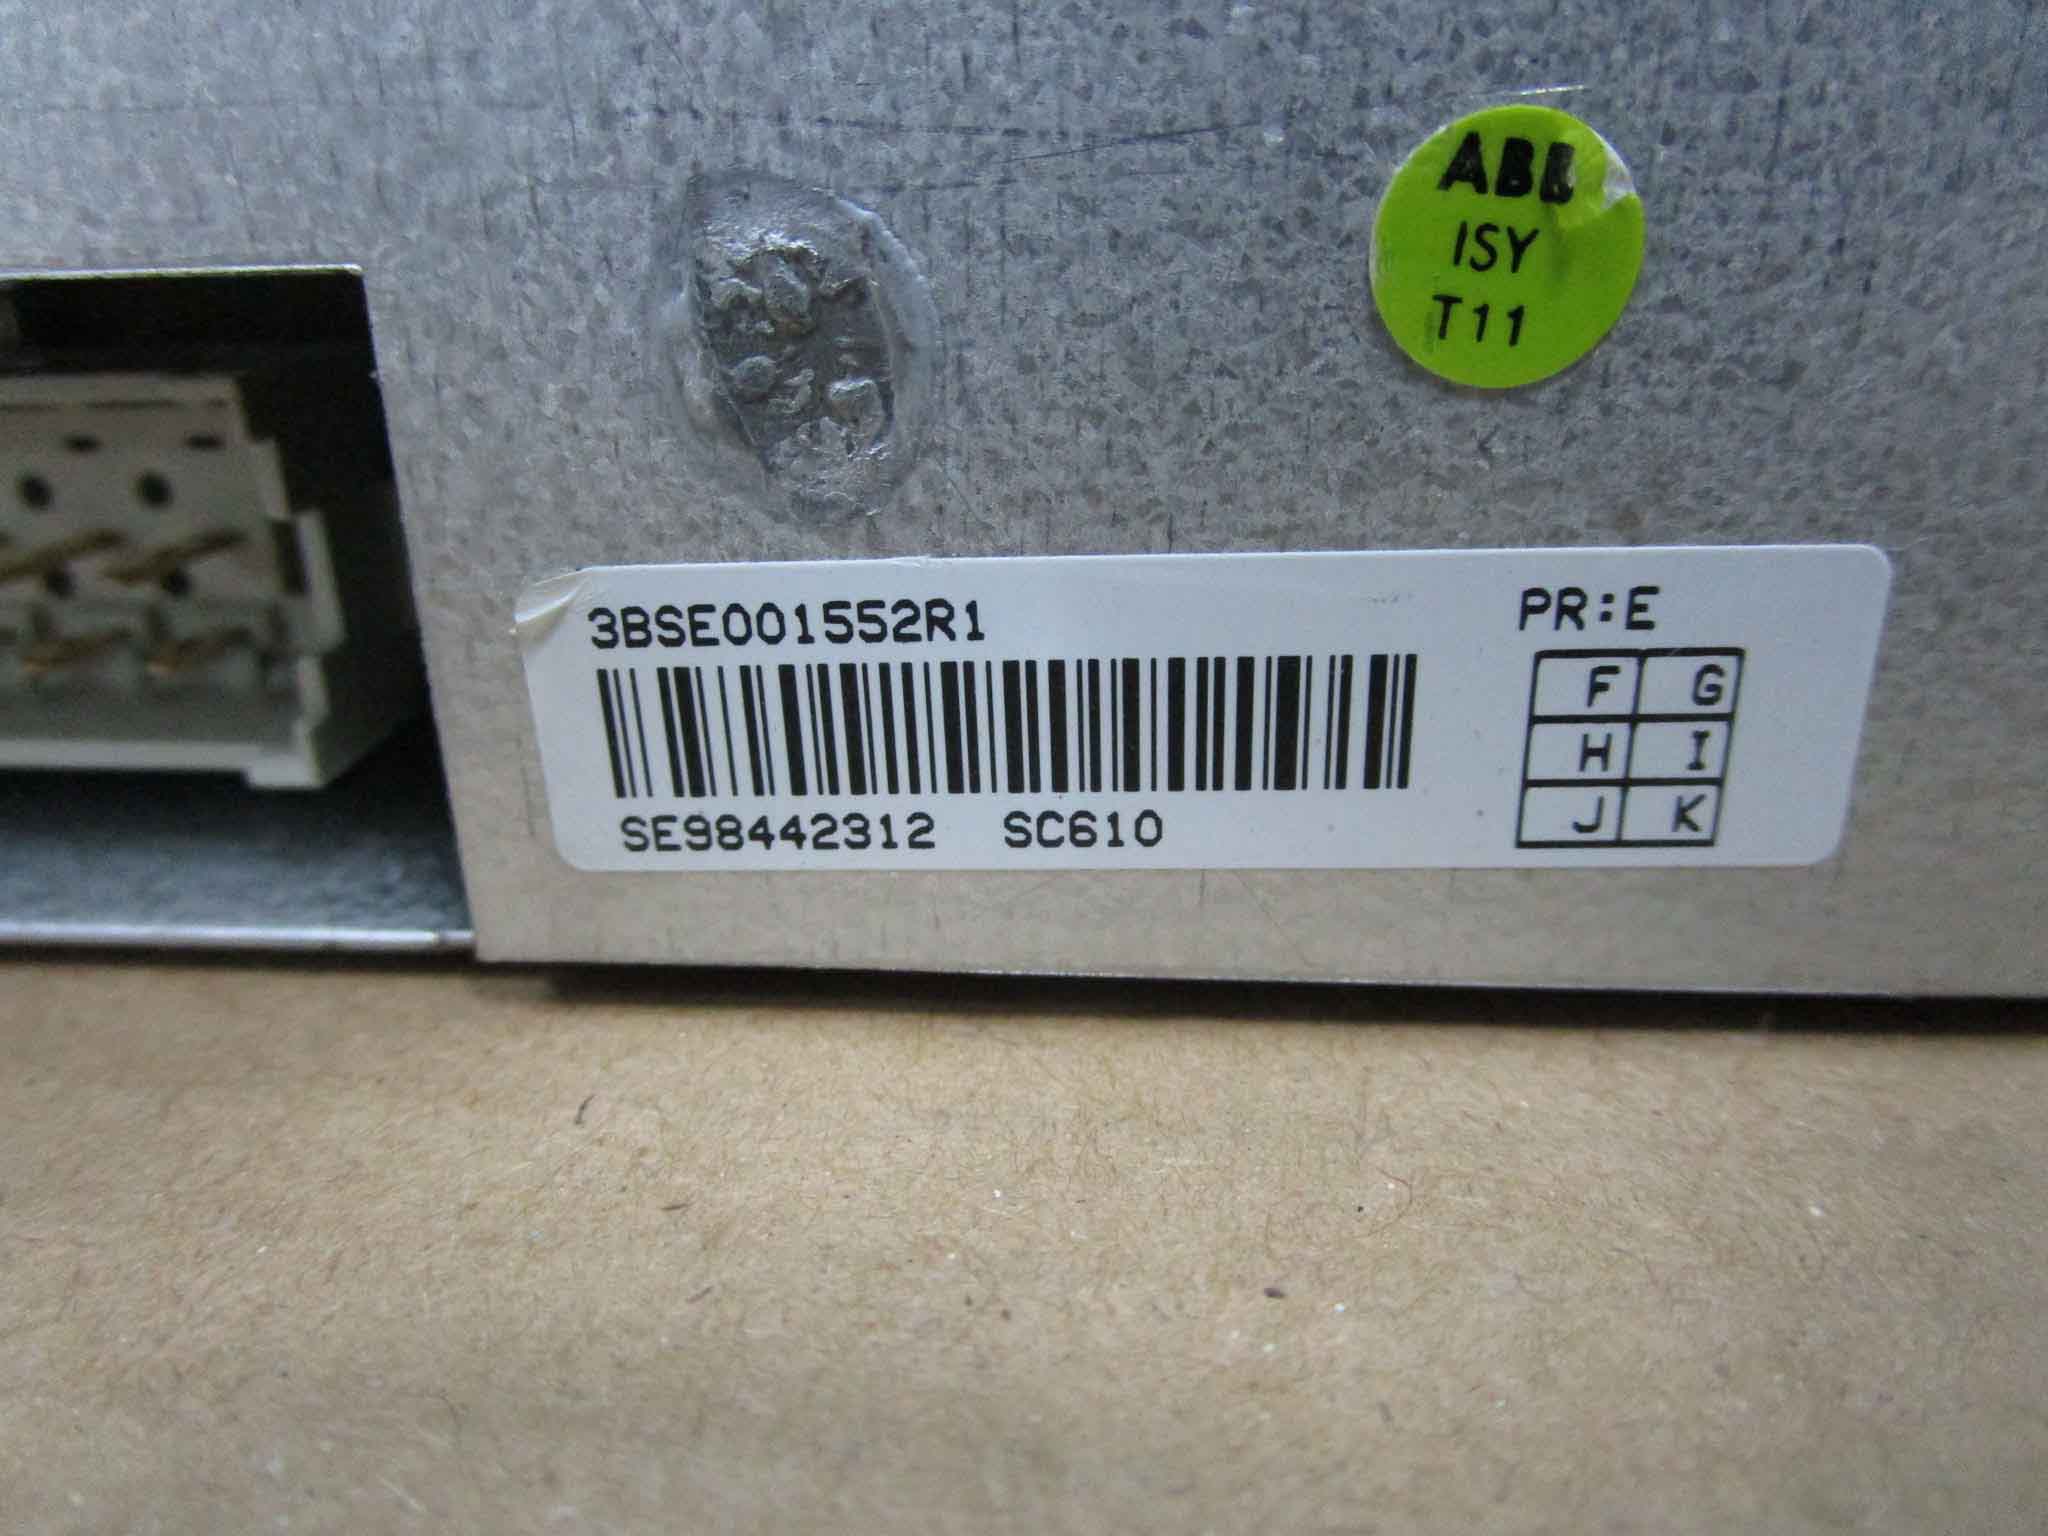 ABB
ISY
T11
3BSE001552R1
PR:E
F G
H I
J K
SE98442312 SC610